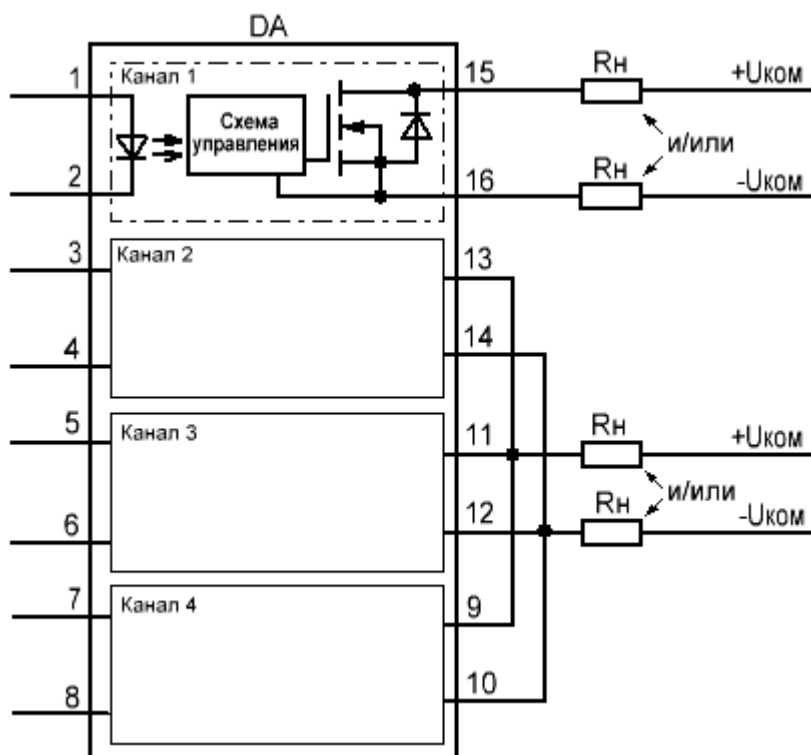 DA
1
Канал 1
15
Rн
+Uком
Схема
управления
и/или
2
16
Rн
-Uком
3
Канал 2
13
4
14
5
Канал 3
11
Rн
+Uком
и/или
6
12
Rн
-Uком
7
Канал 4
9
8
10